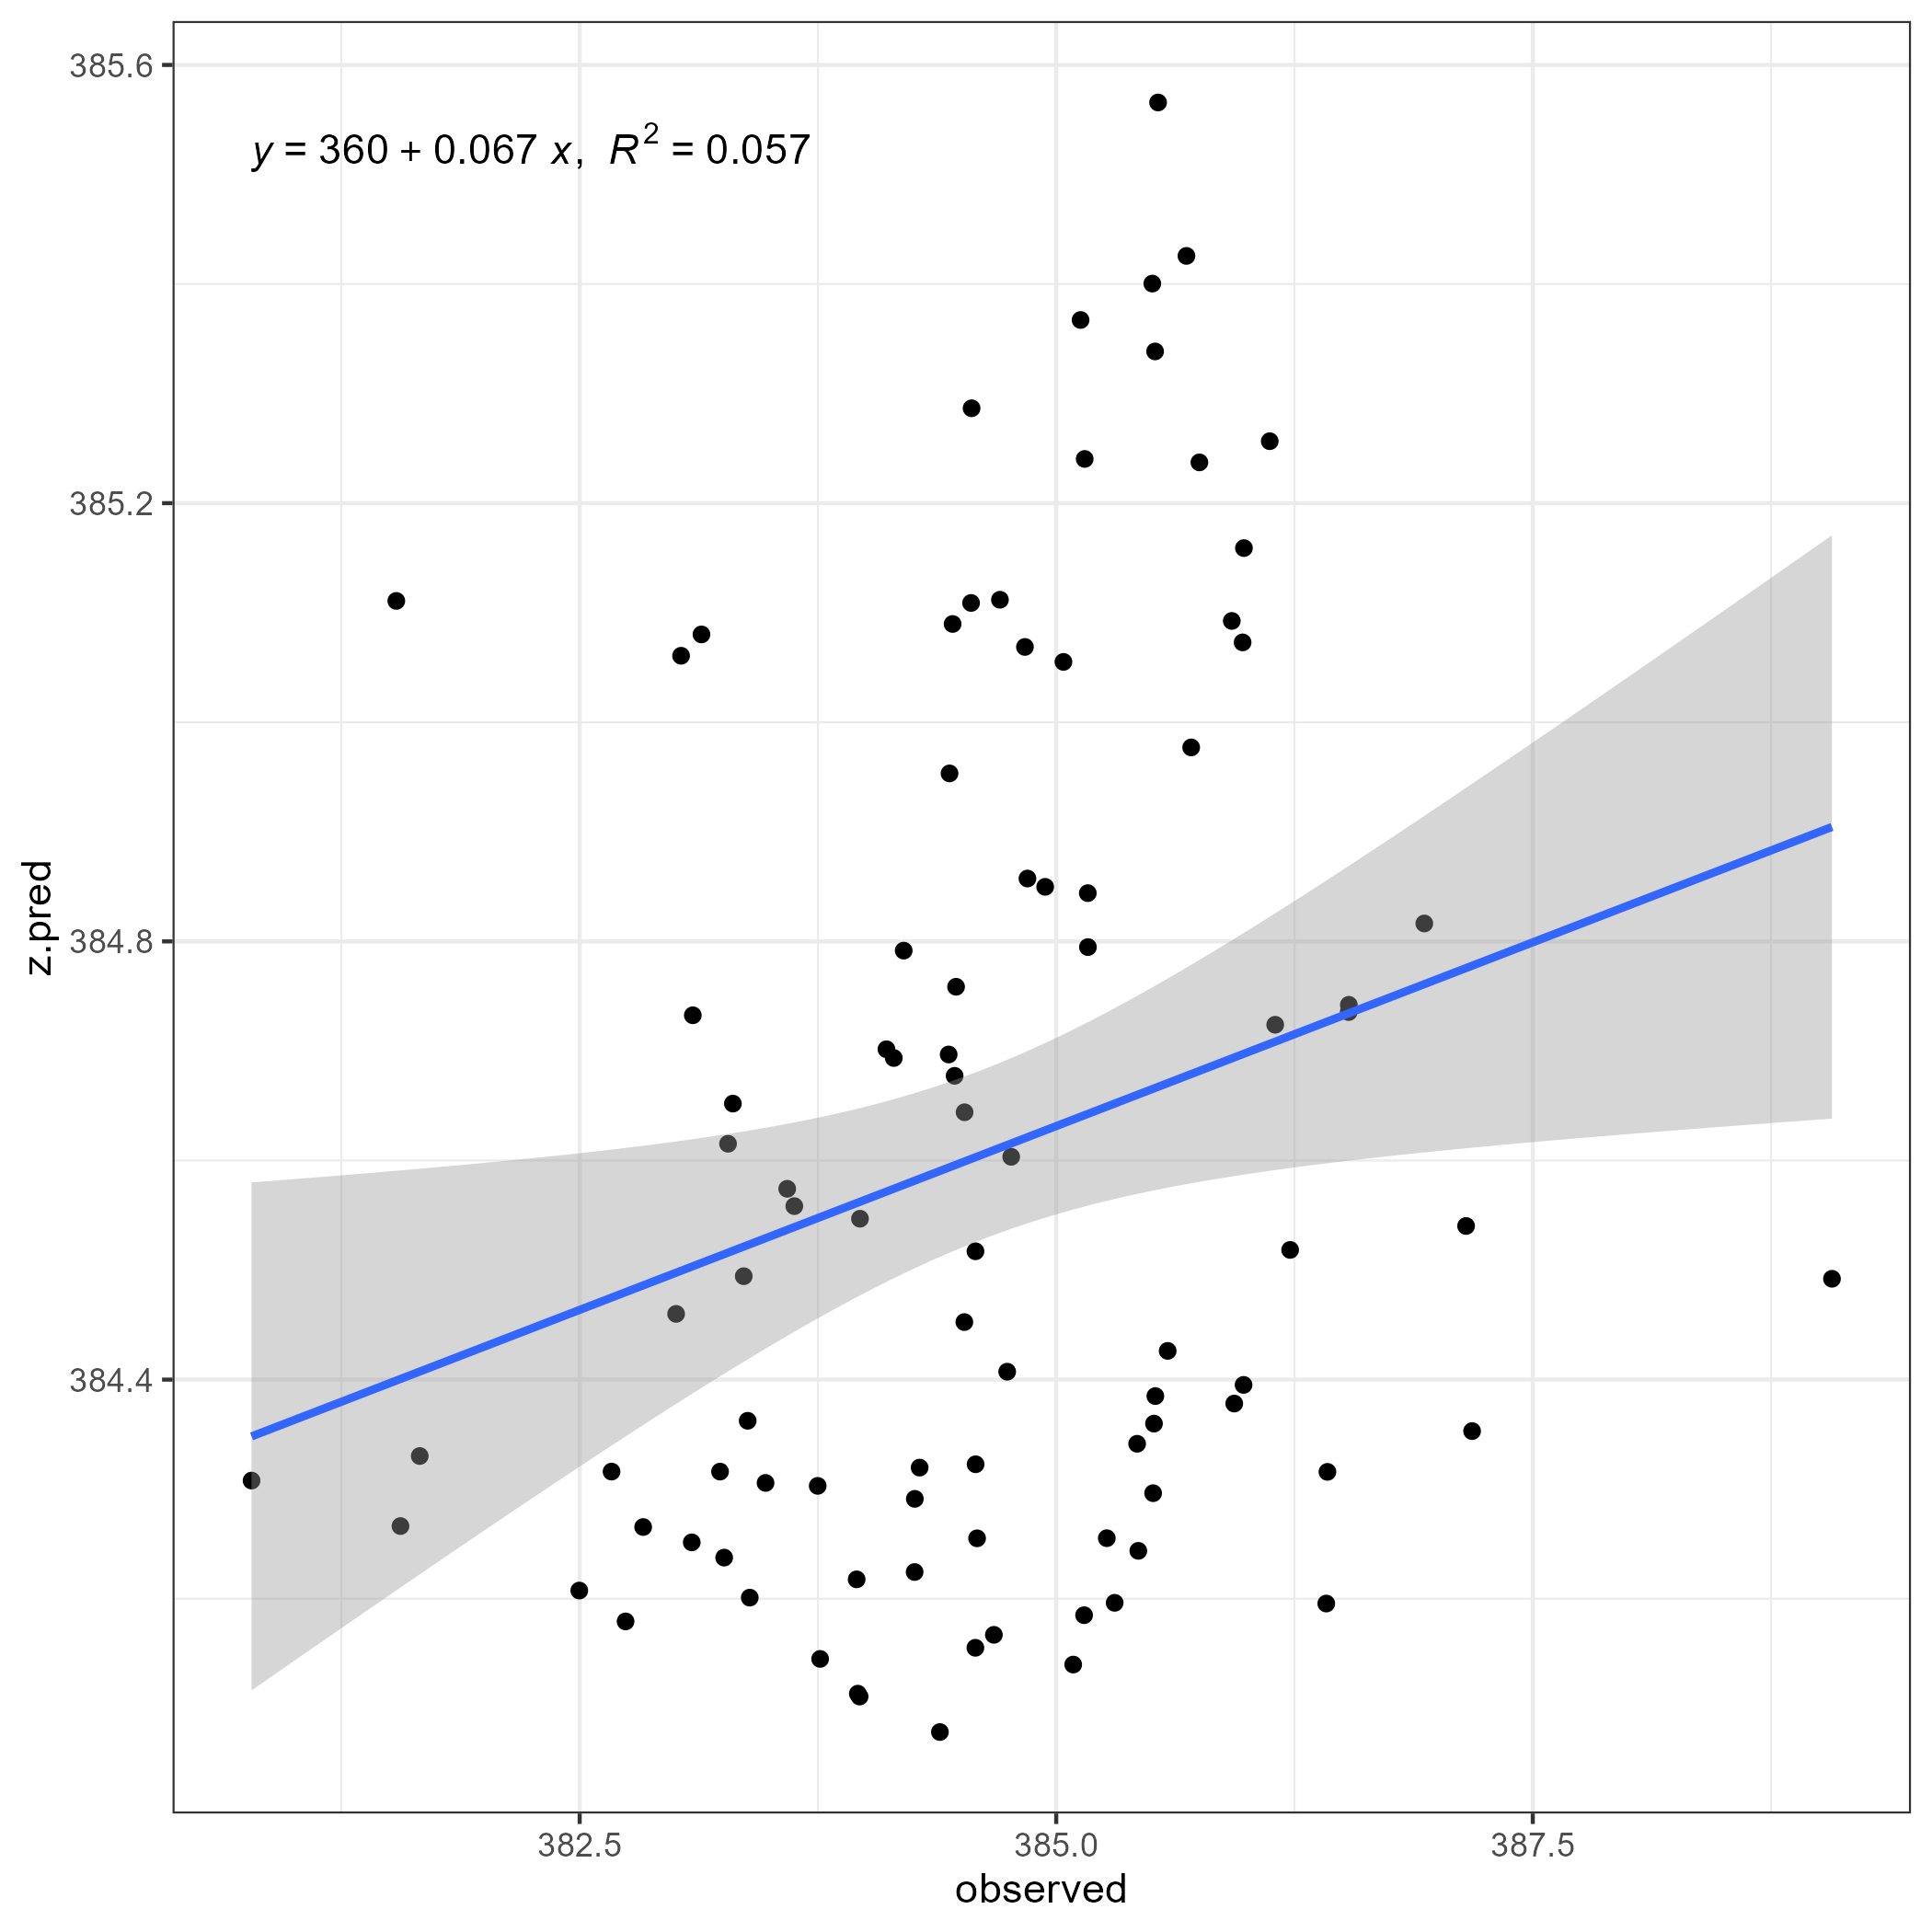 y = 360 + 0.067 x, R² = 0.057
385.6
385.2
384.8
384.4
z.pred
382.5 385.0 387.5
observed